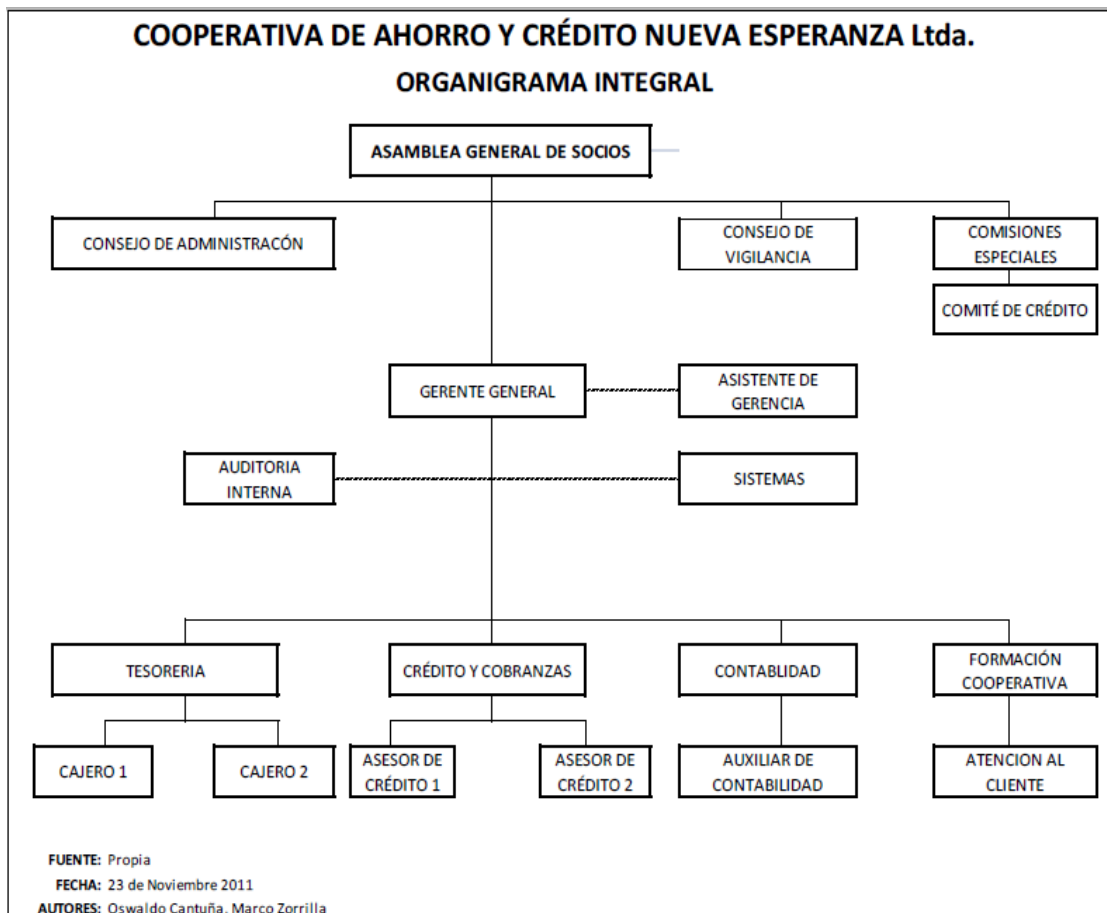 COOPERATIVA DE AHORRO Y CRÉDITO NUEVA ESPERANZA Ltda.
ORGANIGRAMA INTEGRAL
ASAMBLEA GENERAL DE SOCIOS
CONSEJO DE ADMINISTRACÓN
CONSEJO DE
VIGILANCIA
COMISIONES
ESPECIALES
COMITÉ DE CRÉDITO
GERENTE GENERAL
ASISTENTE DE
GERENCIA
AUDITORIA
INTERNA
SISTEMAS
TESORERIA
CRÉDITO Y COBRANZAS
CONTABLIDAD
FORMACIÓN
COOPERATIVA
CAJERO 1
CAJERO 2
ASESOR DE
CRÉDITO 1
ASESOR DE
CRÉDITO 2
AUXILIAR DE
CONTABILIDAD
ATENCION AL
CLIENTE
FUENTE: Propia
FECHA: 23 de Noviembre 2011
AUTORES: Oswaldo Cantuña, Marco Zorrilla